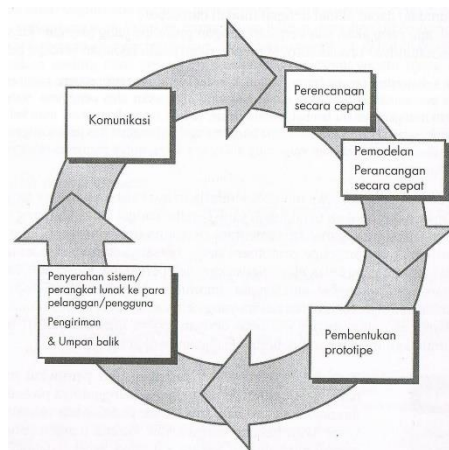 Komunikasi
Perencanaan
secara cepat
Pemodelan
Perancangan
secara cepat
Pembentukan
prototipe
Penyerahan sistem/
perangkat lunak ke para
pelanggan/pengguna
Pengiriman
& Umpan balik